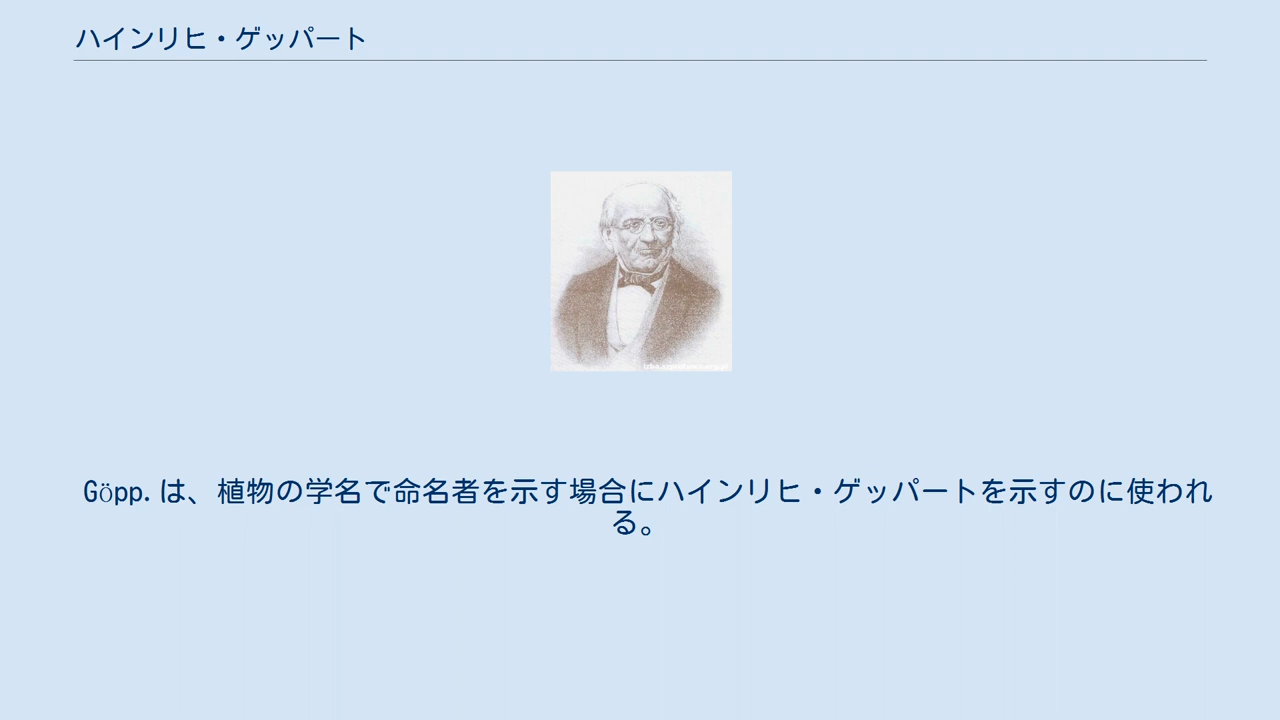 ハインリヒ・ゲッパート
Göpp.は、植物の学名で命名者を示す場合にハインリヒ・ゲッパートを示すのに使われ
る。